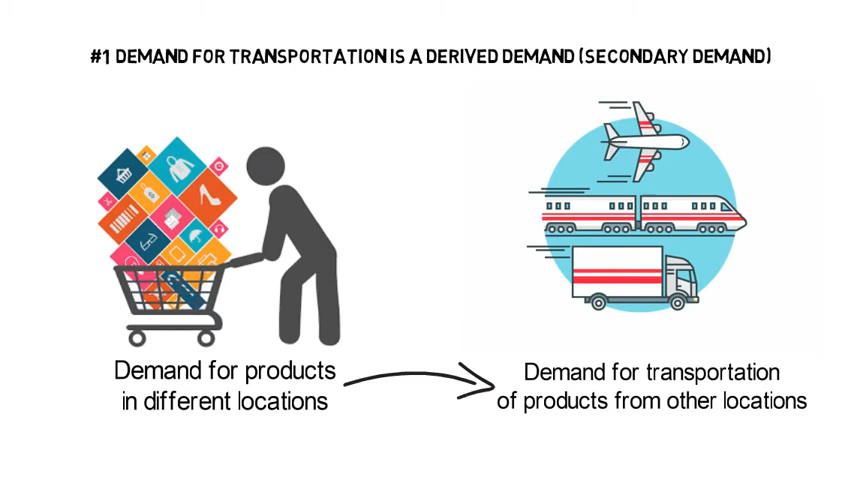 #1 DEMAND FOR TRANSPORTATION IS A DERIVED DEMAND (SECONDARY DEMAND)
Demand for products
in different locations
Demand for transportation
of products from other locations